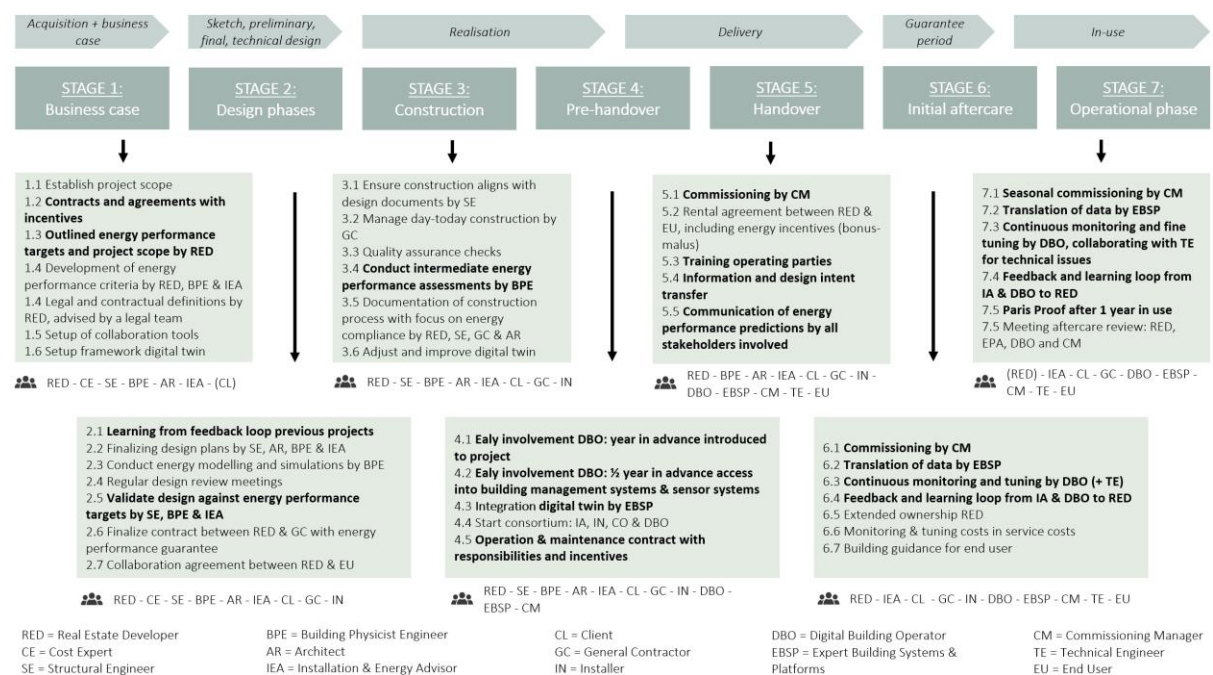 Acquisition + business
case
Sketch, preliminary,
final, technical design
Realisation
Delivery
Guarantee
period
In-use
STAGE 1:
Business case
STAGE 2:
Design phases
STAGE 3:
Construction
STAGE 4:
Pre-handover
STAGE 5:
Handover
STAGE 6:
Initial aftercare
STAGE 7:
Operational phase
1.1 Establish project scope
1.2 Contracts and agreements with
incentives
1.3 Outlined energy performance
targets and project scope by RED
1.4 Development of energy
performance criteria by RED, BPE & IEA
1.4 Legal and contractual definitions by
RED, advised by a legal team
1.5 Setup of collaboration tools
1.6 Setup framework digital twin
RED - CE - SE - BPE - AR - IEA - (CL)
3.1 Ensure construction aligns with
design documents by SE
3.2 Manage day-today construction by
GC
3.3 Quality assurance checks
3.4 Conduct intermediate energy
performance assessments by BPE
3.5 Documentation of construction
process with focus on energy
compliance by RED, SE, GC & AR
3.6 Adjust and improve digital twin
RED - SE - BPE - AR - IEA - CL - GC - IN
5.1 Commissioning by CM
5.2 Rental agreement between RED &
EU, including energy incentives (bonus-
malus)
5.3 Training operating parties
5.4 Information and design intent
transfer
5.5 Communication of energy
performance predictions by all
stakeholders involved
RED - BPE - AR - IEA - CL - GC - IN -
DBO - EBSP - CM - TE - EU
7.1 Seasonal commissioning by CM
7.2 Translation of data by EBSP
7.3 Continuous monitoring and fine
tuning by DBO, collaborating with TE
for technical issues
7.4 Feedback and learning loop from
IA & DBO to RED
7.5 Paris Proof after 1 year in use
7.5 Meeting aftercare review: RED,
EPA, DBO and CM
(RED) - IEA - CL - GC - DBO - EBSP -
CM - TE - EU
2.1 Learning from feedback loop previous projects
2.2 Finalizing design plans by SE, AR, BPE & IEA
2.3 Conduct energy modelling and simulations by BPE
2.4 Regular design review meetings
2.5 Validate design against energy performance
targets by SE, BPE & IEA
2.6 Finalize contract between RED & GC with energy
performance guarantee
2.7 Collaboration agreement between RED & EU
RED - CE - SE - BPE - AR - IEA - CL - GC - IN
4.1 Ealy involvement DBO: year in advance introduced
to project
4.2 Ealy involvement DBO: ½ year in advance access
into building management systems & sensor systems
4.3 Integration digital twin by EBSP
4.4 Start consortium: IA, IN, CO & DBO
4.5 Operation & maintenance contract with
responsibilities and incentives
RED - SE - BPE - AR - IEA - CL - GC - IN - DBO -
EBSP - CM
6.1 Commissioning by CM
6.2 Translation of data by EBSP
6.3 Continuous monitoring and tuning by DBO (+ TE)
6.4 Feedback and learning loop from IA & DBO to RED
6.5 Extended ownership RED
6.6 Monitoring & tuning costs in service costs
6.7 Building guidance for end user
RED - IEA - CL - GC - IN - DBO - EBSP - CM - TE - EU
RED = Real Estate Developer
CE = Cost Expert
SE = Structural Engineer
BPE = Building Physicist Engineer
AR = Architect
IEA = Installation & Energy Advisor
CL = Client
GC = General Contractor
IN = Installer
DBO = Digital Building Operator
EBSP = Expert Building Systems &
Platforms
CM = Commissioning Manager
TE = Technical Engineer
EU = End User